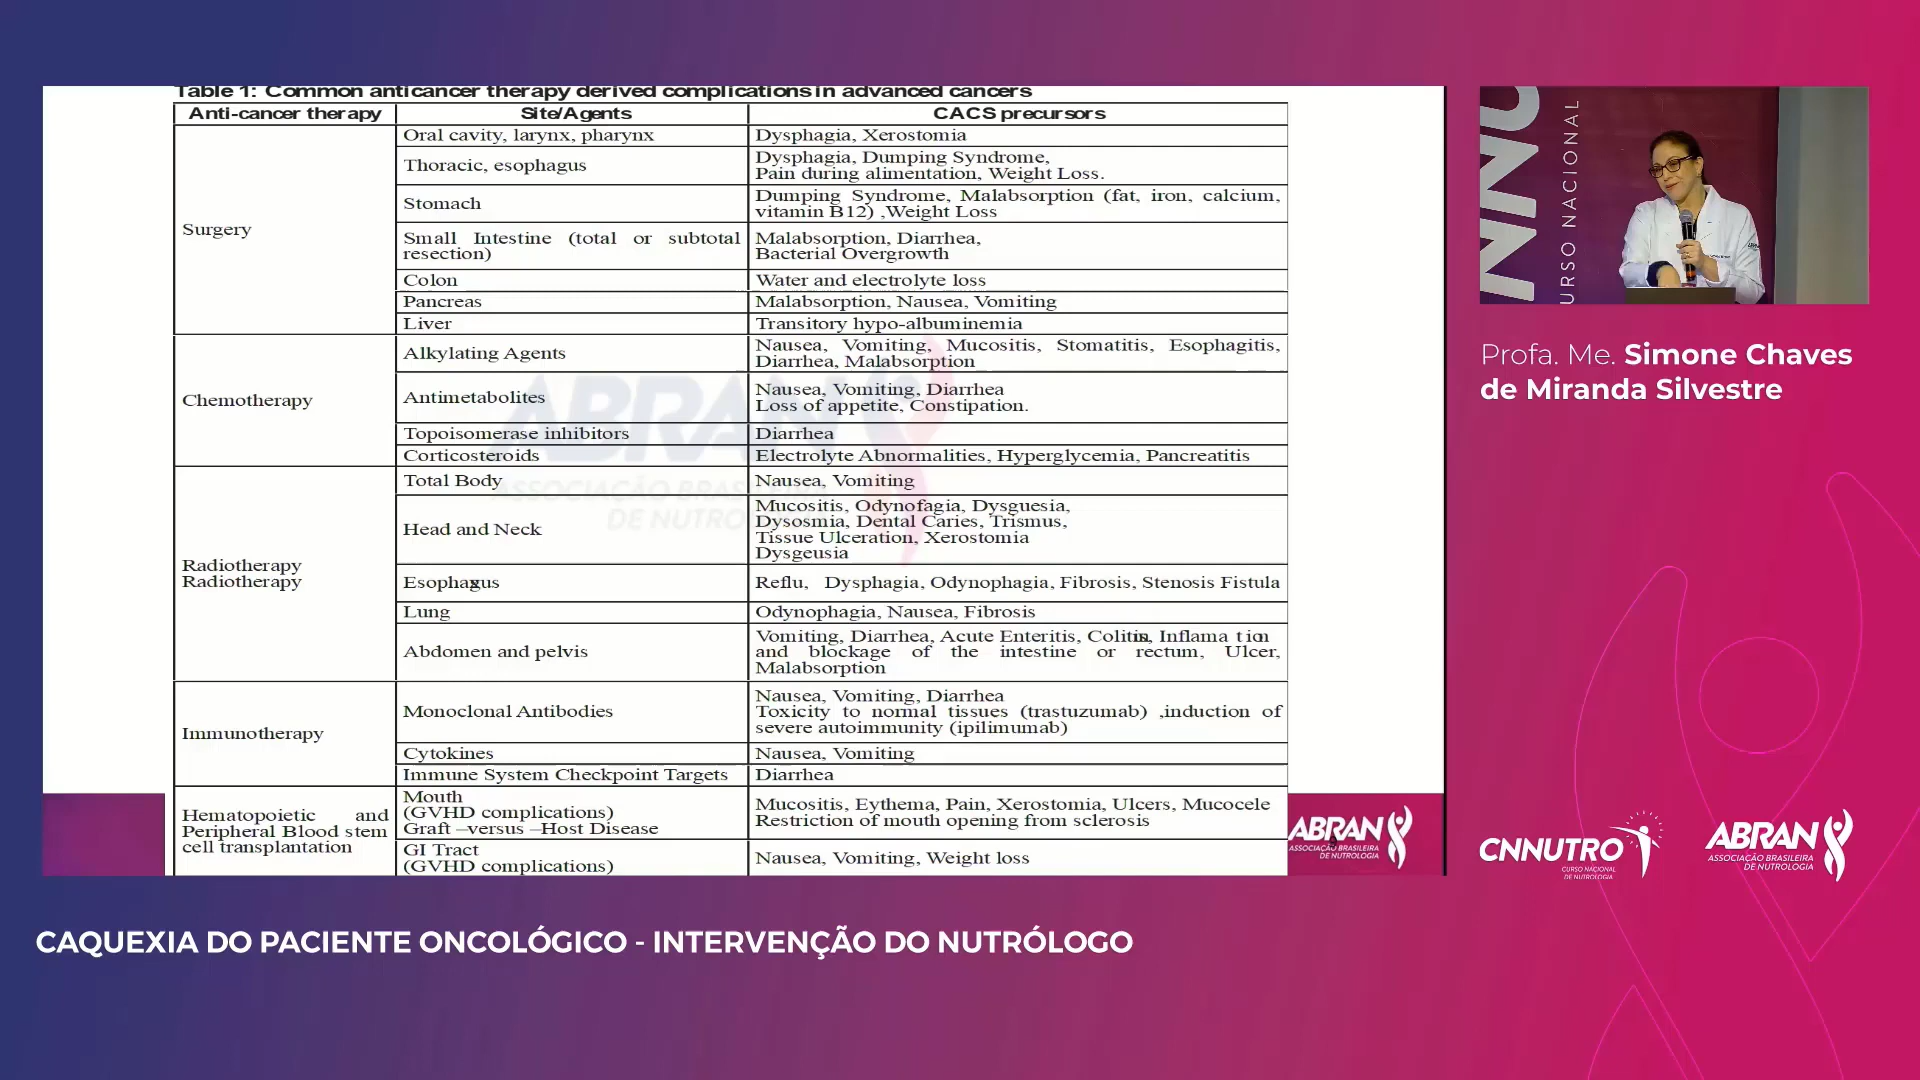 Table 1: Common anticancer therapy derived complications in advanced cancers
Anti-cancer therapy Site/Agents CACS precursors
Surgery
Oral cavity, larynx, pharynx
Dysphagia, Xerostomia
Thoracic, esophagus
Dysphagia, Dumping Syndrome,
Pain during alimentation, Weight Loss.
Stomach
Dumping Syndrome, Malabsorption (fat, iron, calcium,
vitamin B12) ,Weight Loss
Small Intestine (total or subtotal
resection)
Malabsorption, Diarrhea,
Bacterial Overgrowth
Colon
Water and electrolyte loss
Pancreas
Malabsorption, Nausea, Vomiting
Liver
Transitory hypo-albuminemia
Chemotherapy
Alkylating Agents
Nausea, Vomiting, Mucositis, Stomatitis, Esophagitis,
Diarrhea, Malabsorption
Antimetabolites
Nausea, Vomiting, Diarrhea
Loss of appetite, Constipation.
Topoisomerase inhibitors
Diarrhea
Corticosteroids
Electrolyte Abnormalities, Hyperglycemia, Pancreatitis
Radiotherapy
Radiotherapy
Total Body
Nausea, Vomiting
Head and Neck
Mucositis, Odynofagia, Dysguesia,
Dysosmia, Dental Caries, Trismus,
Tissue Ulceration, Xerostomia
Dysgeusia
Esophagus
Reflu, Dysphagia, Odynophagia, Fibrosis, Stenosis Fistula
Lung
Odynophagia, Nausea, Fibrosis
Abdomen and pelvis
Vomiting, Diarrhea, Acute Enteritis, Inflama t ion
and blockage of the intestine or rectum, Ulcer,
Malabsorption
Immunotherapy
Monoclonal Antibodies
Nausea, Vomiting, Diarrhea
Toxicity to normal tissues (trastuzumab) ,induction of
severe autoimmunity (ipilimumab)
Cytokines
Nausea, Vomiting
Immune System Checkpoint Targets
Diarrhea
Hematopoietic and
Peripheral Blood stem
cell transplantation
Mouth
(GVHD complications)
Graft –versus –Host Disease
Mucositis, Eythema, Pain, Xerostomia, Ulcers, Mucocele
Restriction of mouth opening from sclerosis
GI Tract
(GVHD complications)
Nausea, Vomiting, Weight loss
ABRAN
ASSOCIAÇÃO BRASILEIRA
DE NUTRO
ABRAN
ASSOCIAÇÃO BRASILEIRA
DE NUTROLOGIA
NNU
URSO NACIONAL
Profa. Me. Simone Chaves
de Miranda Silvestre
CNNUTRO
CURSO NACIONAL
DE NUTROLOGIA
ABRAN
ASSOCIAÇÃO BRASILEIRA
DE NUTROLOGIA
CAQUEXIA DO PACIENTE ONCOLÓGICO - INTERVENÇÃO DO NUTRÓLOGO